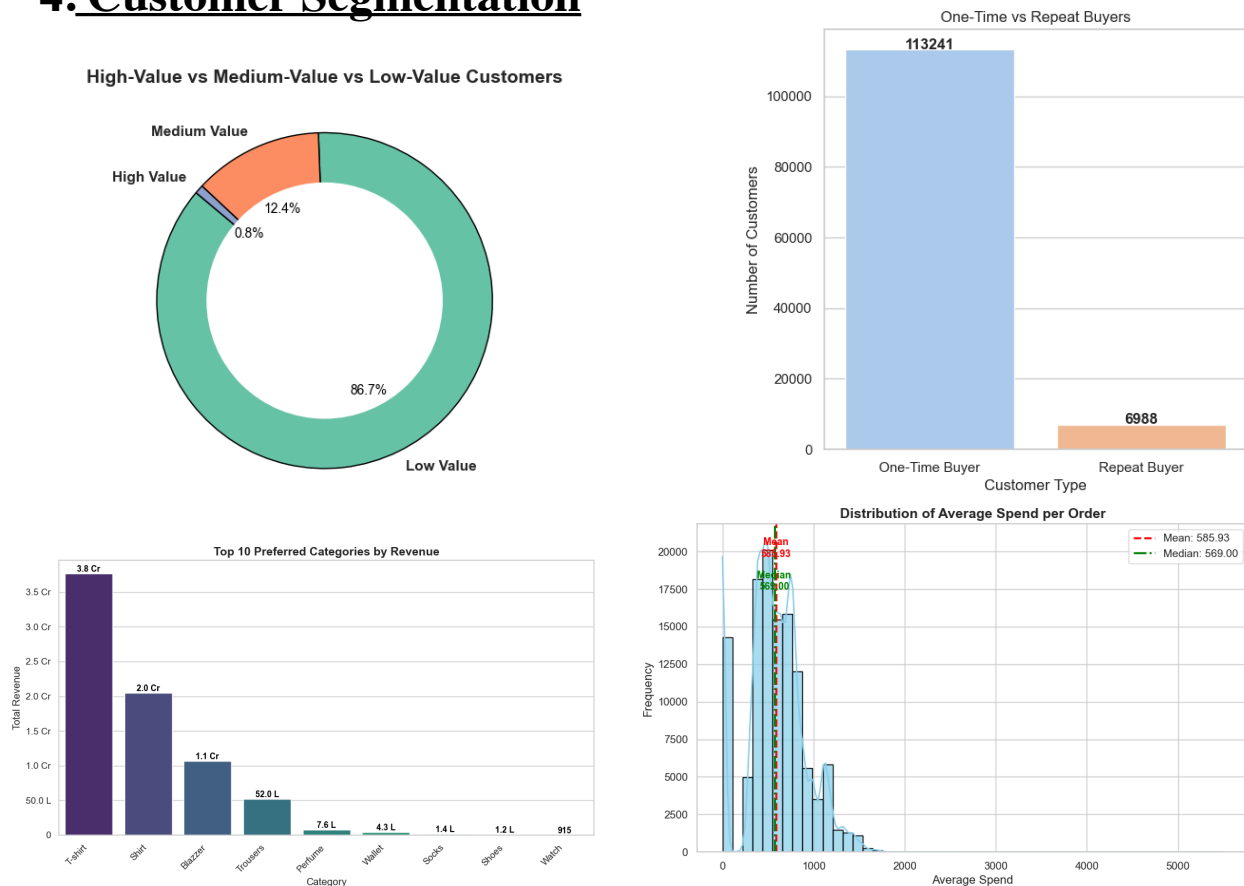 4. Customer Segmentation
High-Value vs Medium-Value vs Low-Value Customers
Medium Value
High Value
12.4%
0.8%
86.7%
Low Value
One-Time vs Repeat Buyers
113241
100000
80000
60000
40000
20000
0
6988
Number of Customers
One-Time Buyer
Repeat Buyer
Customer Type
Top 10 Preferred Categories by Revenue
3.8 Cr
3.5 Cr
3.0 Cr
2.5 Cr
2.0 Cr
1.5 Cr
1.0 Cr
50.0 L
0
Total Revenue
2.0 Cr
1.1 Cr
52.0 L
7.6 L
4.3 L
1.4 L
1.2 L
915
T-shirt
Shirt
Blazzer
Trousers
Perfume
Wallet
Socks
Shoes
Watch
Category
Distribution of Average Spend per Order
Mean: 585.93
Median: 569.00
Mean
585.93
Median
569.00
20000
17500
15000
12500
10000
7500
5000
2500
0
Frequency
0
1000
2000
3000
4000
5000
Average Spend